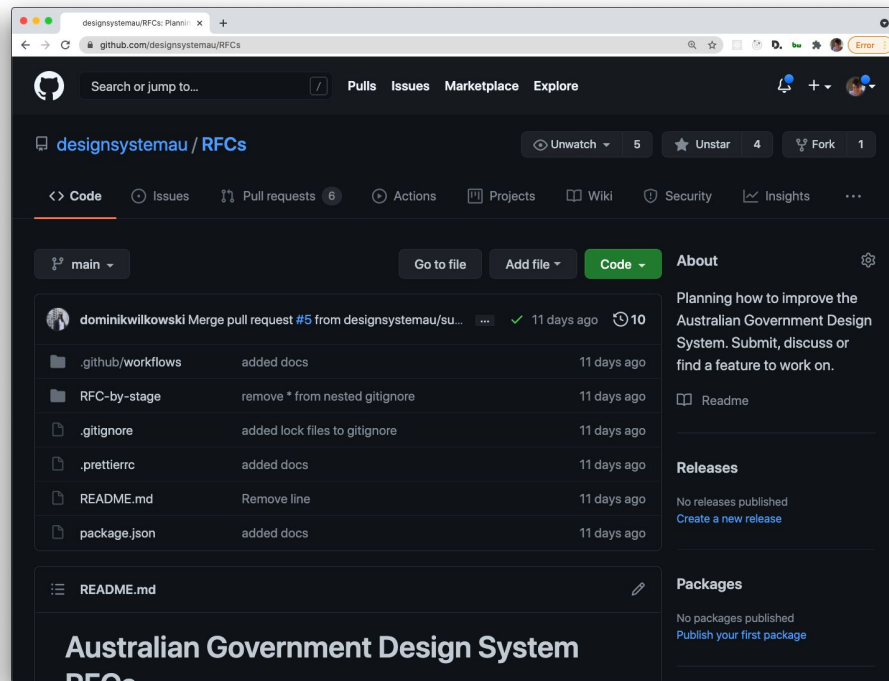 designsystemau/RFCs: Plannin
github.com/designsystemau/RFCs
D. bw Error
Search or jump to... / Pulls Issues Marketplace Explore
designsystemau / RFCs Unwatch 5 Unstar 4 Fork 1
<> Code Issues Pull requests 6 Actions Projects Wiki Security Insights ...
main Go to file Add file Code About
Planning how to improve the
Australian Government Design
System. Submit, discuss or
find a feature to work on.
Readme
Releases
No releases published
Create a new release
Packages
No packages published
Publish your first package
dominikwilkowski Merge pull request #5 from designsystemau/su... ... 11 days ago 10
.github/workflows added docs 11 days ago
RFC-by-stage remove * from nested gitignore 11 days ago
.gitignore added lock files to gitignore 11 days ago
.prettierrc added docs 11 days ago
README.md Remove line 11 days ago
package.json added docs 11 days ago
README.md
Australian Government Design System
RFCs